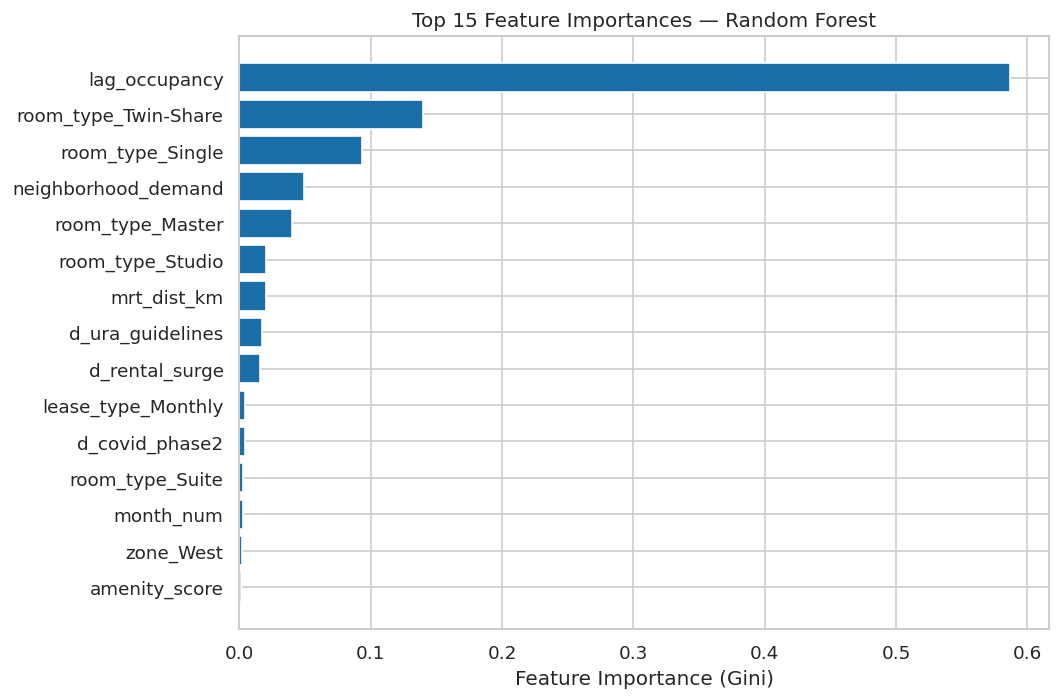 Top 15 Feature Importances — Random Forest
lag_occupancy
room_type_Twin-Share
room_type_Single
neighborhood_demand
room_type_Master
room_type_Studio
mrt_dist_km
d_ura_guidelines
d_rental_surge
lease_type_Monthly
d_covid_phase2
room_type_Suite
month_num
zone_West
amenity_score
0.0 0.1 0.2 0.3 0.4 0.5 0.6
Feature Importance (Gini)